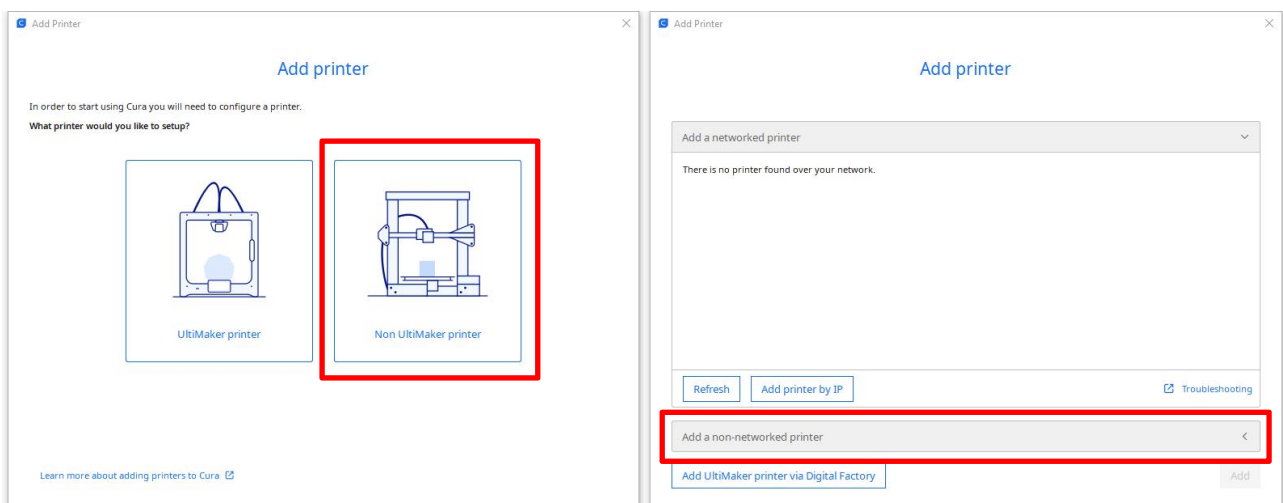 Add Printer
Add printer
In order to start using Cura you will need to configure a printer.
What printer would you like to setup?
UltiMaker printer
Non UltiMaker printer
Learn more about adding printers to Cura
Add Printer
Add printer
Add a networked printer
There is no printer found over your network.
Refresh
Add printer by IP
Troubleshooting
Add a non-networked printer
Add UltiMaker printer via Digital Factory
Add